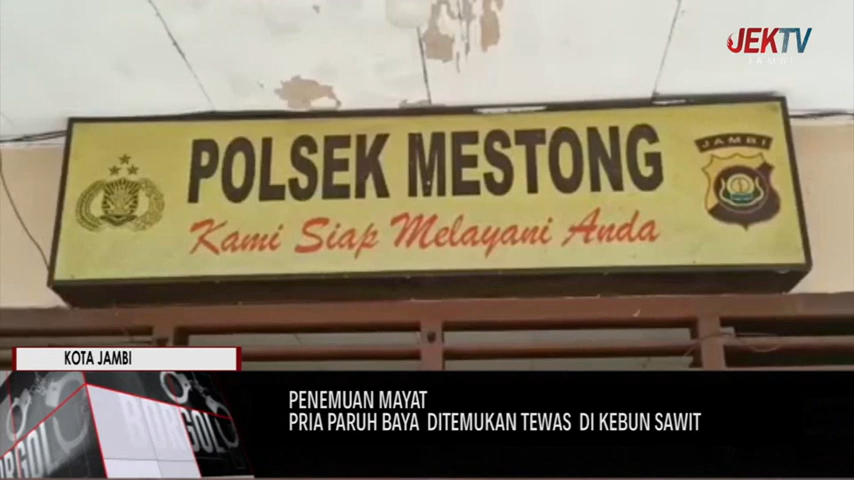 JEKTV
JAMBI
POLSEK MESTONG
Kami Siap Melayani Anda
JAMBI
KOTA JAMBI
BORGOL
BORGOL
PENEMUAN MAYAT
PRIA PARUH BAYA DITEMUKAN TEWAS DI KEBUN SAWIT